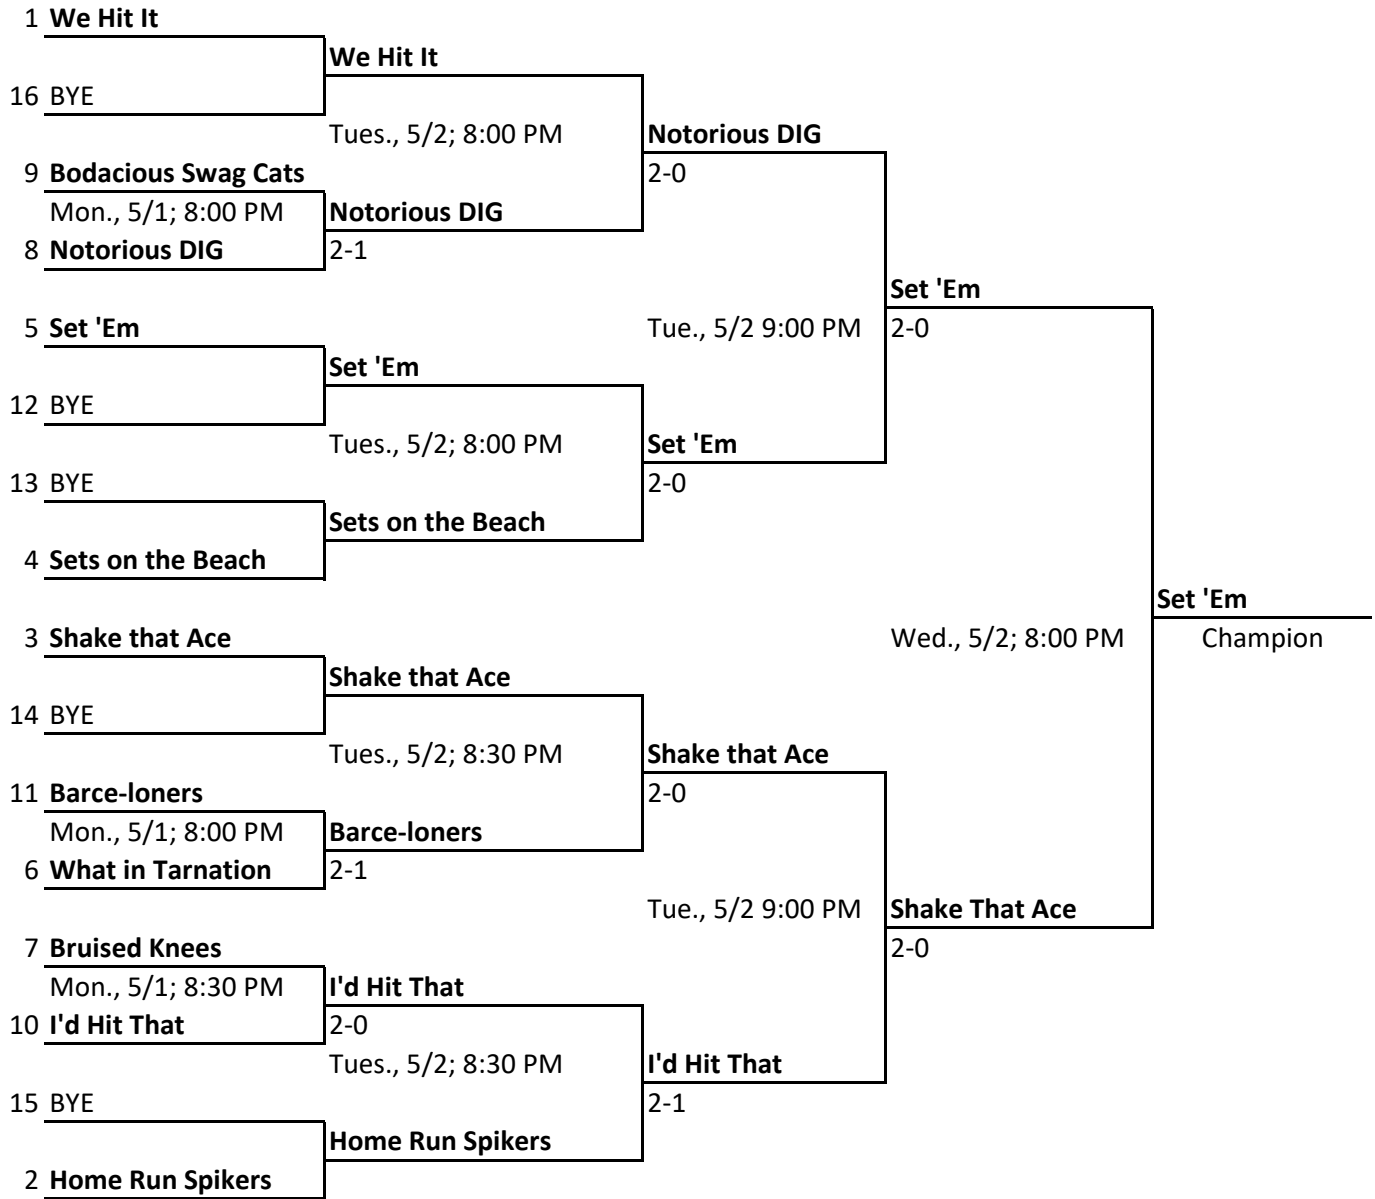 1 We Hit It
We Hit It
16 BYE
Tues., 5/2; 8:00 PM Notorious DIG
9 Bodacious Swag Cats 2-0
Mon., 5/1; 8:00 PM Notorious DIG
8 Notorious DIG 2-1
Set 'Em
5 Set 'Em Tue., 5/2 9:00 PM 2-0
Set 'Em
12 BYE
Tues., 5/2; 8:00 PM Set 'Em
13 BYE 2-0
Sets on the Beach
4 Sets on the Beach
Set 'Em
3 Shake that Ace Wed., 5/2; 8:00 PM Champion
Shake that Ace
14 BYE
Tues., 5/2; 8:30 PM Shake that Ace
11 Barce-loners 2-0
Mon., 5/1; 8:00 PM Barce-loners
6 What in Tarnation 2-1
Tue., 5/2 9:00 PM Shake That Ace
7 Bruised Knees 2-0
Mon., 5/1; 8:30 PM I'd Hit That
10 I'd Hit That 2-0
Tues., 5/2; 8:30 PM I'd Hit That
15 BYE 2-1
Home Run Spikers
2 Home Run Spikers